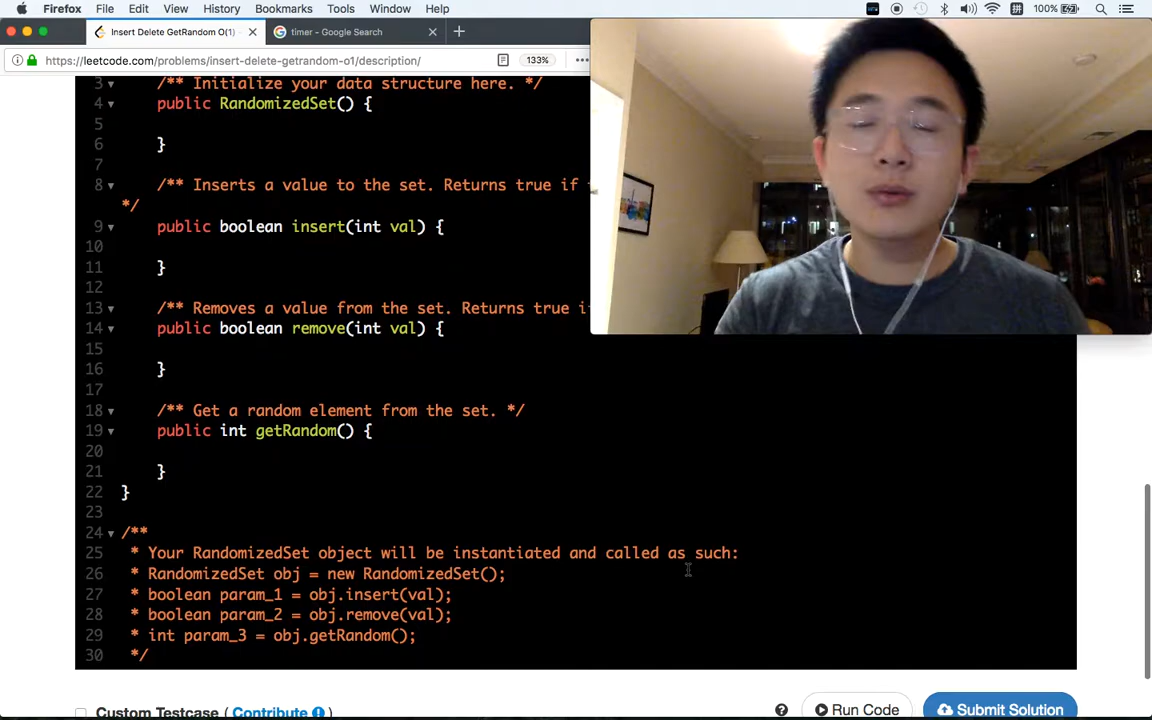 Firefox File Edit View History Bookmarks Tools Window Help 100%
Insert Delete GetRandom O(1) timer - Google Search
https://leetcode.com/problems/insert-delete-getrandom-o1/description/ 133%
3 /** Initialize your data structure here. */
4 public RandomizedSet() {
5
6 }
7
8 /** Inserts a value to the set. Returns true if
*/
9 public boolean insert(int val) {
10
11 }
12
13 /** Removes a value from the set. Returns true
14 public boolean remove(int val) {
15
16 }
17
18 /** Get a random element from the set. */
19 public int getRandom() {
20
21 }
22 }
23
24 /**
25 * Your RandomizedSet object will be instantiated and called as such:
26 * RandomizedSet obj = new RandomizedSet();
27 * boolean param_1 = obj.insert(val);
28 * boolean param_2 = obj.remove(val);
29 * int param_3 = obj.getRandom();
30 */
Custom Testcase ( Contribute ) ? Run Code Submit Solution